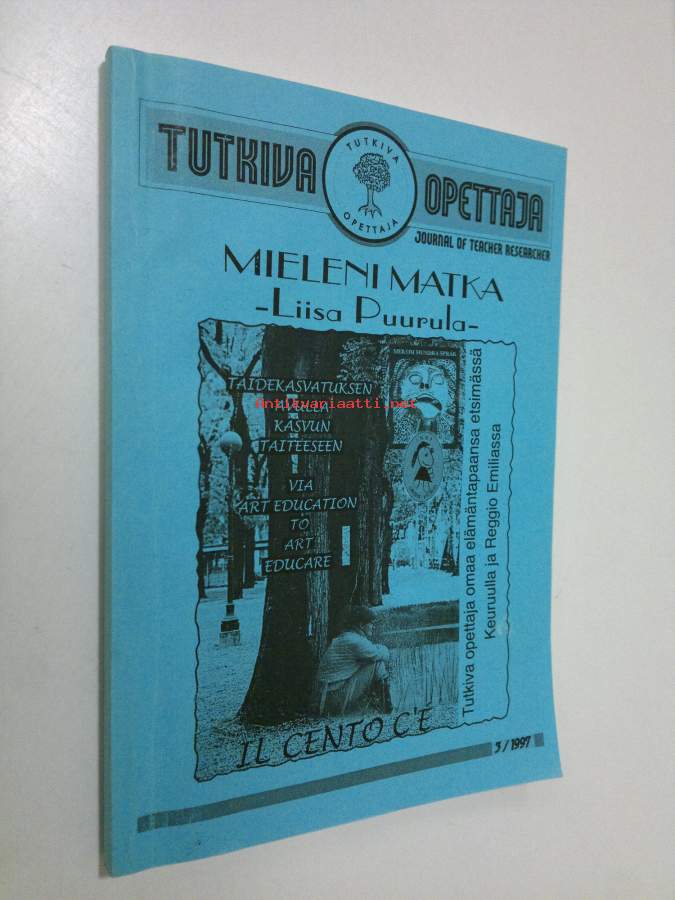 TUTKIVA OPETTAJA
TUTKIVA
OPETTAJA
JOURNAL OF TEACHER RESEARCHER
MIELENI MATKA
-Liisa Puurula-
TAIDEKASVATUKSEN
AVULLA
KASVUN
TAITEESEEN
VIA
ART EDUCATION
TO
ART
EDUCARE
antikvariaatti.net
Tutkiva opettaja omaa elämäntapaansa etsimässä
Keuruulla ja Reggio Emiliassa
IL CENTO C'E
3/1997